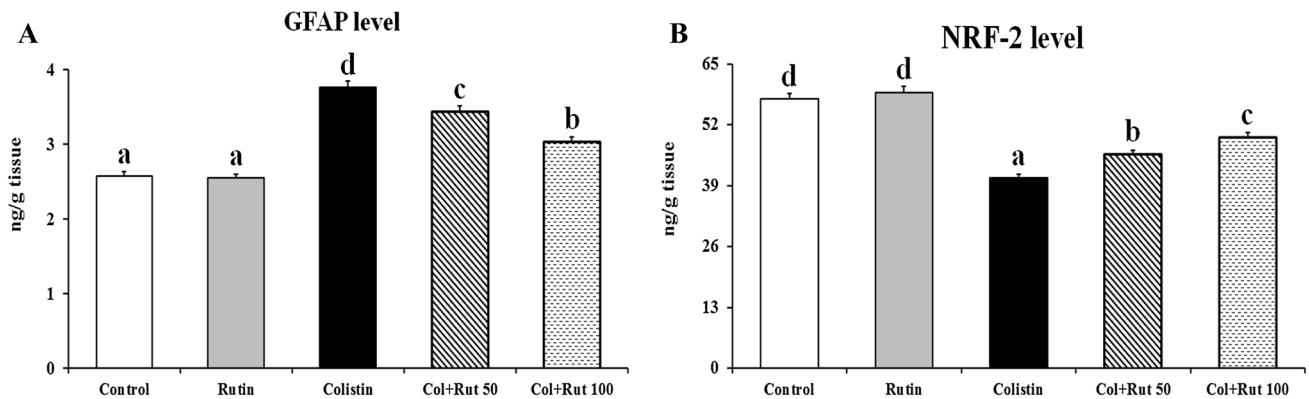 A
GFAP level
ng/g tissue
4
3
2
1
0
a
a
d
c
b
Control
Rutin
Colistin
Col+Rut 50
Col+Rut 100
B
NRF-2 level
ng/g tissue
65
52
39
26
13
0
d
d
a
b
c
Control
Rutin
Colistin
Col+Rut 50
Col+Rut 100